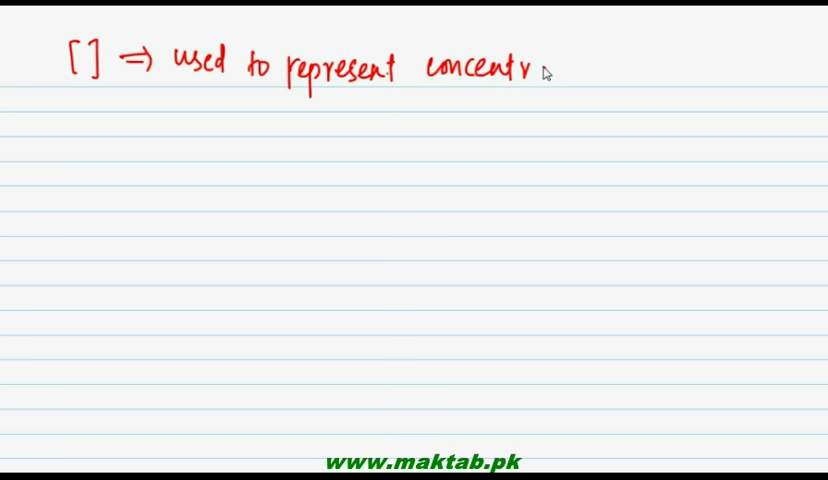 [ ] ⇒ used to represent concentr
www.maktab.pk